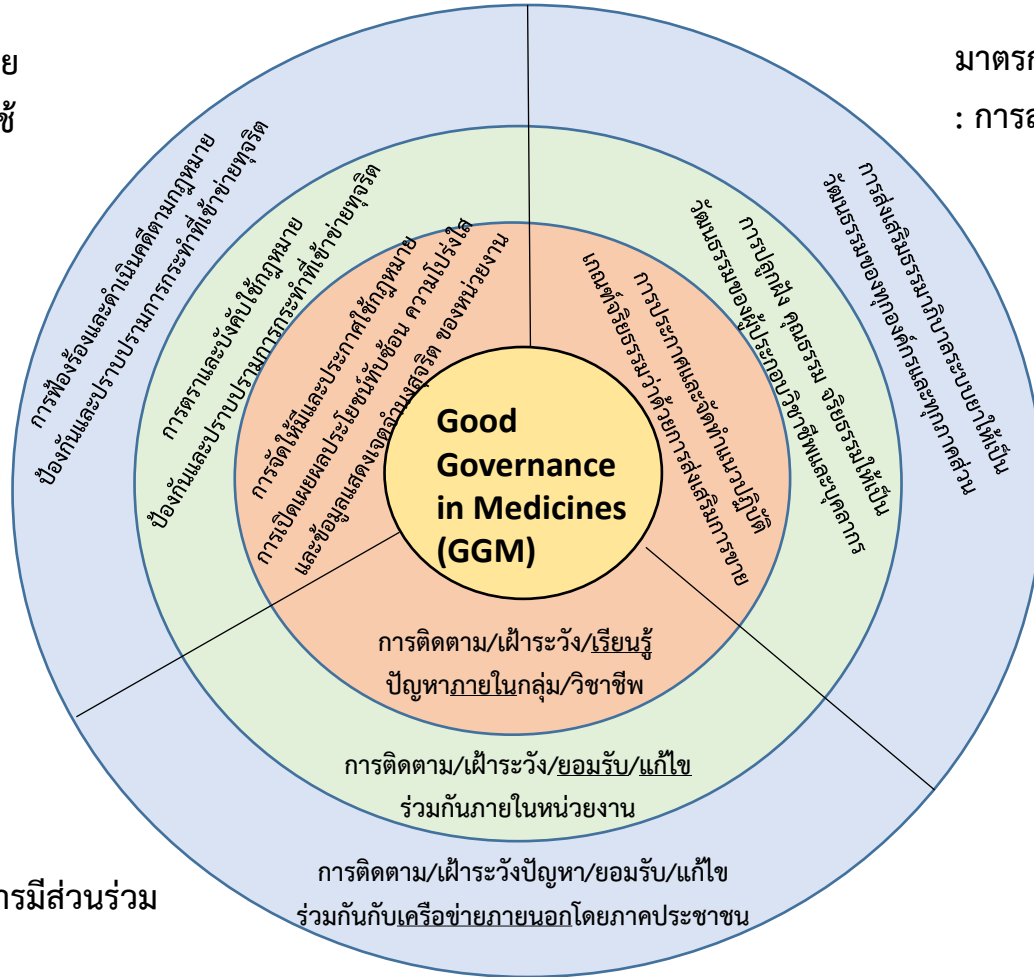 ย
ช้
มาตรก
: การส
การฟ้องร้องและดำเนินคดีตามกฎหมาย
ป้องกันและปราบปรามการกระทำที่เข้าข่ายทุจริต
การตราและบังคับใช้กฎหมาย
ป้องกันและปราบปรามการกระทำที่เข้าข่ายทุจริต
การจัดให้มีและประกาศใช้กฎหมาย
การเปิดเผยผลประโยชน์ทับซ้อน ความโปร่งใส
และข้อมูลแสดงเจตจำนงสุจริต ของหน่วยงาน
การประกาศและจัดทำแนวปฏิบัติ
เกณฑ์จริยธรรมว่าด้วยการส่งเสริมการขาย
การปลูกฝัง คุณธรรม จริยธรรมให้เป็น
วัฒนธรรมของผู้ประกอบวิชาชีพและบุคลากร
การส่งเสริมธรรมาภิบาลระบบยาให้เป็น
วัฒนธรรมของทุกองค์กรและทุกภาคส่วน
Good
Governance
in Medicines
(GGM)
การติดตาม/เฝ้าระวัง/เรียนรู้
ปัญหาภายในกลุ่ม/วิชาชีพ
การติดตาม/เฝ้าระวัง/ยอมรับ/แก้ไข
ร่วมกันภายในหน่วยงาน
การติดตาม/เฝ้าระวังปัญหา/ยอมรับ/แก้ไข
ร่วมกันกับเครือข่ายภายนอกโดยภาคประชาชน
ารมีส่วนร่วม